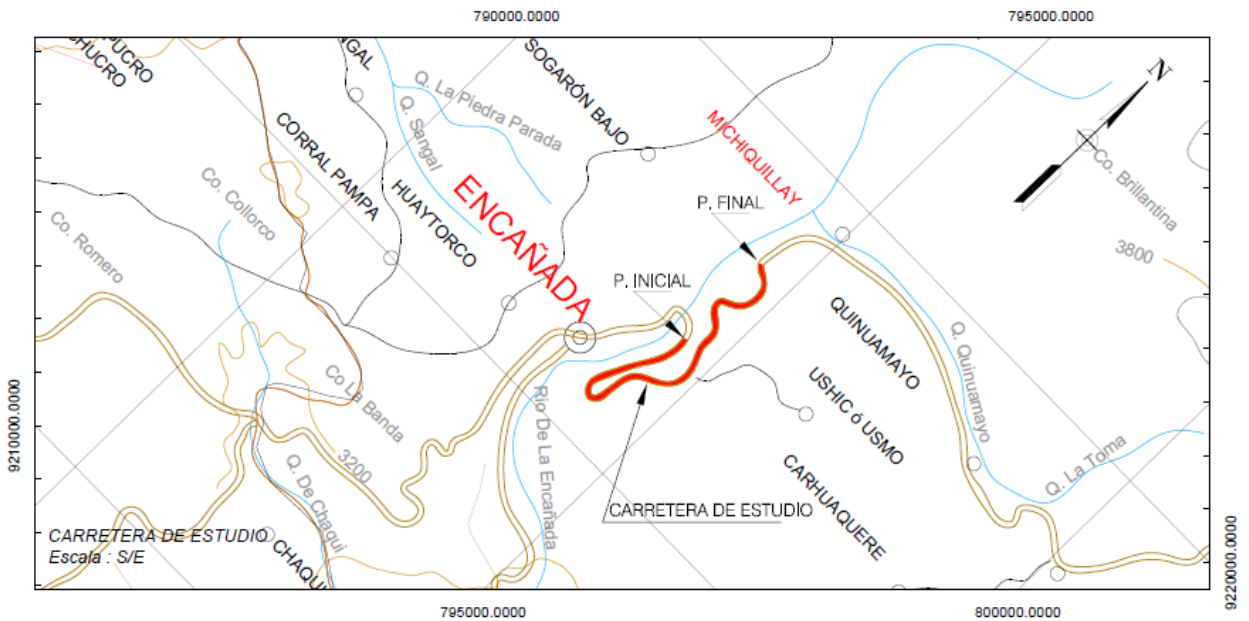 790000.0000
795000.0000
PUCRO
CHUCRO
NGAL
SOGARÓN BAJO
Q. La Piedra Parada
Q. Sangal
CORRAL PAMPA
HUAYTORCO
MICHIQUILLAY
N
Co. Brillantina
3800
Co. Collorco
Co. Romero
ENCAÑADA
P. FINAL
P. INICIAL
QUINUAMAYO
Q. Quinuamayo
USHIC ó USMO
CARHUAQUERE
Q. La Toma
Co La Banda
3200
Q. De Chaqui
Rio De La Encañada
CARRETERA DE ESTUDIO
CARRETERA DE ESTUDIO
Escala : S/E
CHAQUI
9210000.0000
9220000.0000
795000.0000
800000.0000